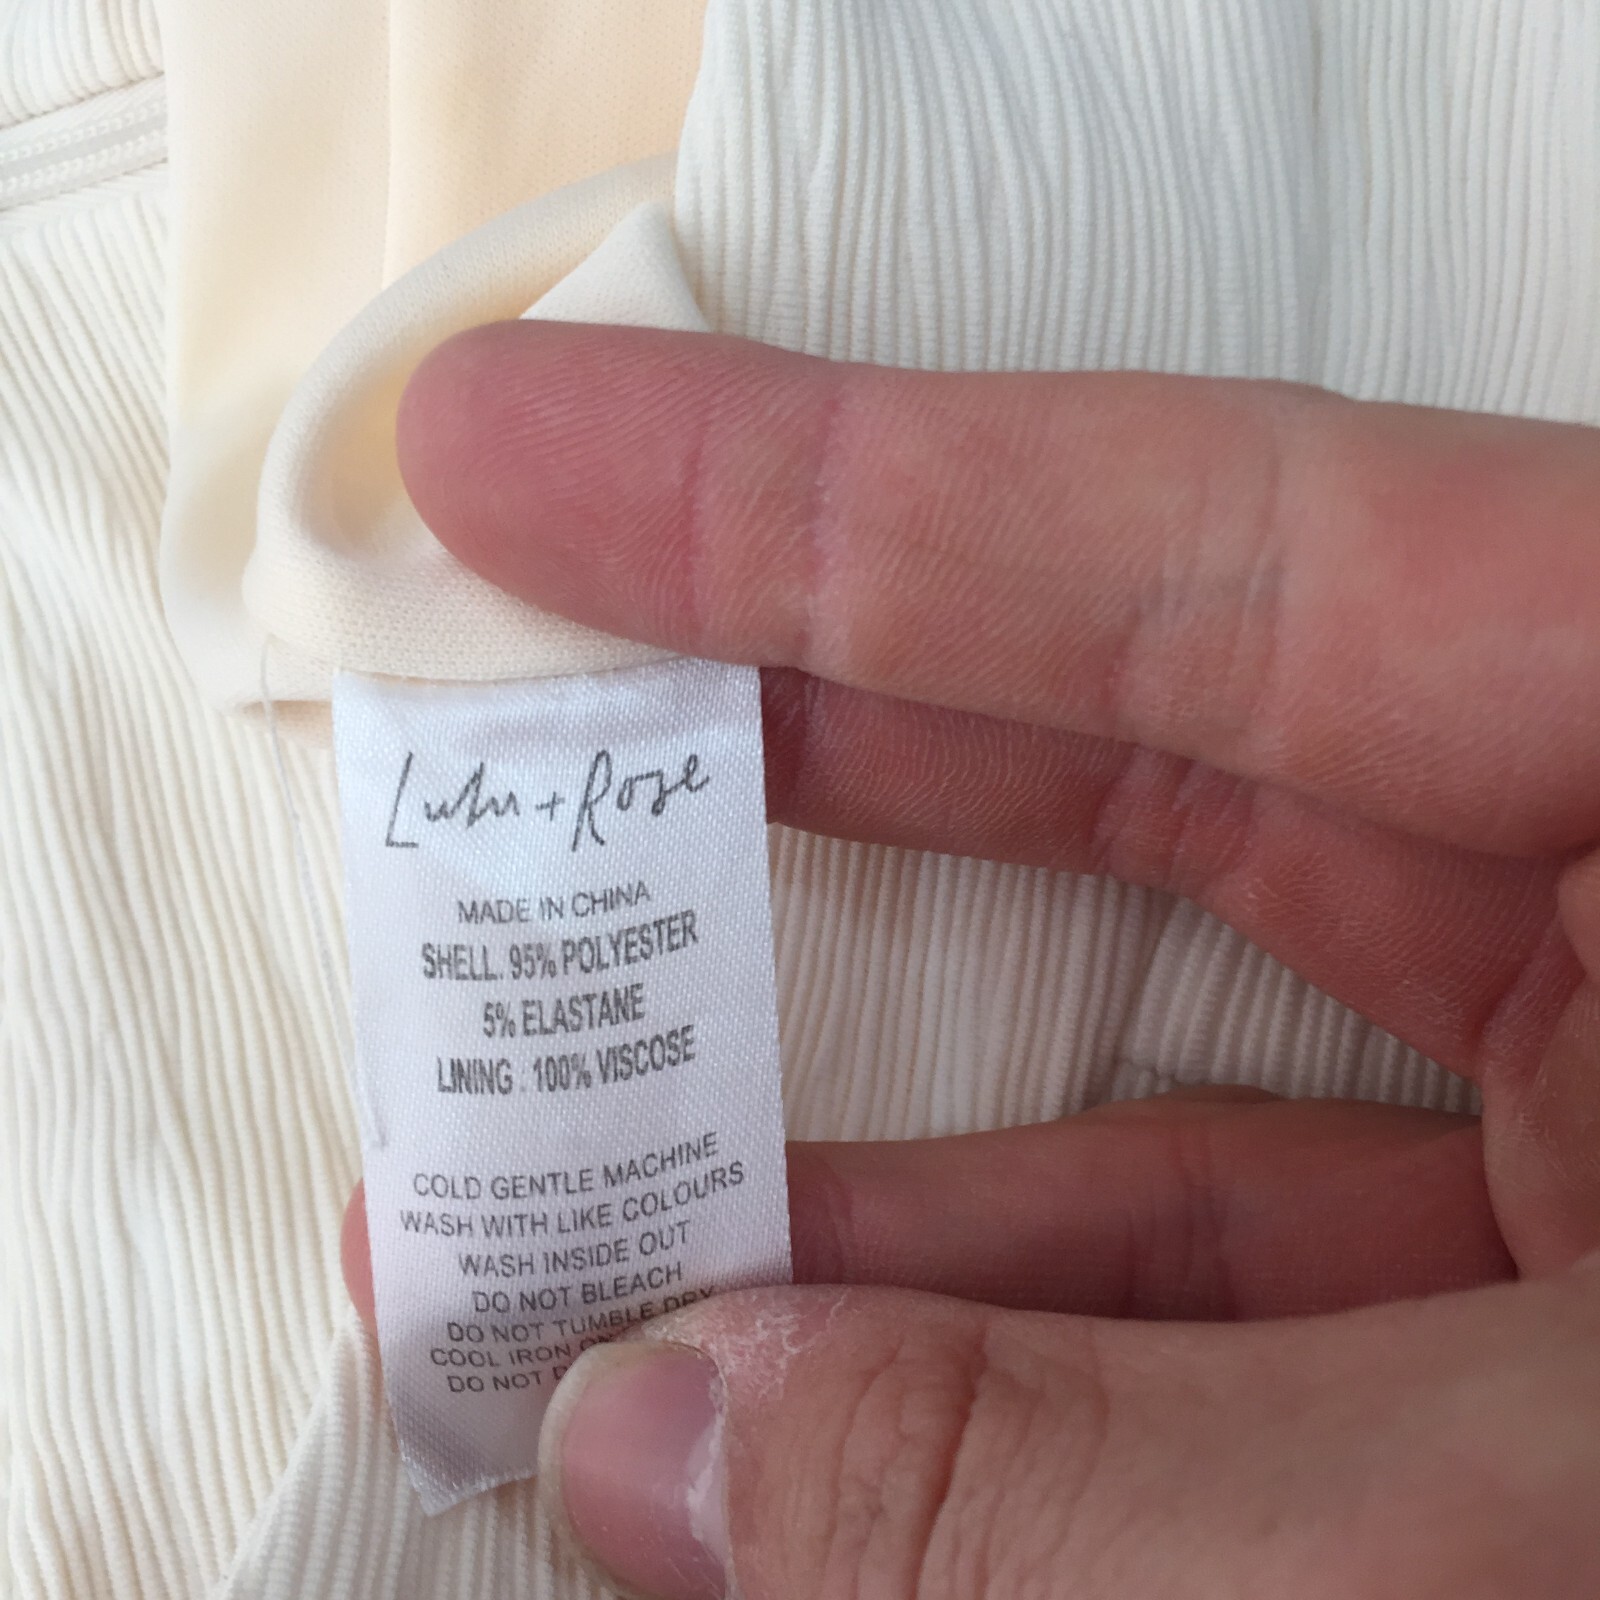 Lulu + Rose
MADE IN CHINA
SHELL. 95% POLYESTER
5% ELASTANE
LINING . 100% VISCOSE
COLD GENTLE MACHINE
WASH WITH LIKE COLOURS
WASH INSIDE OUT
DO NOT BLEACH
DO NOT TUMBLE DRY
COOL IRON
DO NOT